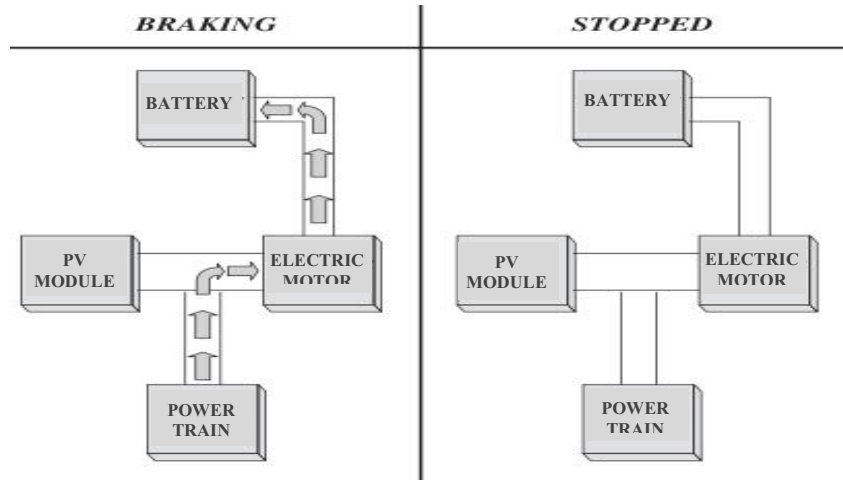 BRAKING
STOPPED
BATTERY
PV
MODULE
ELECTRIC
MOTOR
POWER
TRAIN
BATTERY
PV
MODULE
ELECTRIC
MOTOR
POWER
TRAIN